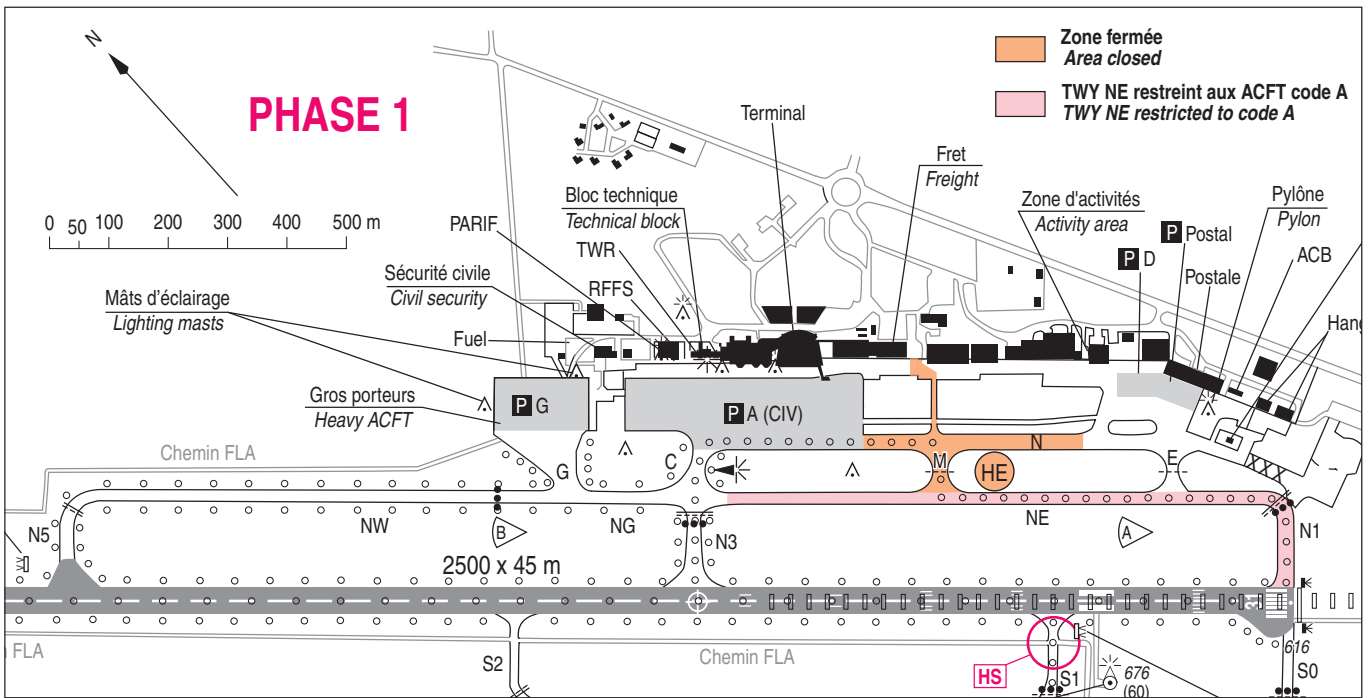 Zone fermée
Area closed
TWY NE restreint aux ACFT code A
TWY NE restricted to code A
N
PHASE 1
Terminal
Fret
Freight
Bloc technique
Technical block
Zone d'activités
Activity area
Pylône
Pylon
0 50 100 200 300 400 500 m
PARIF
TWR
P Postal
P D
Postale
ACB
Sécurité civile
Civil security
RFFS
Mâts d'éclairage
Lighting masts
Fuel
Hang
Gros porteurs
Heavy ACFT
P G
P A (CIV)
Chemin FLA
G
C
N
M
HE
E
N5
NW
NG
NE
N1
B
A
N3
2500 x 45 m
FLA
S2
Chemin FLA
HS
S1
676
(60)
616
S0